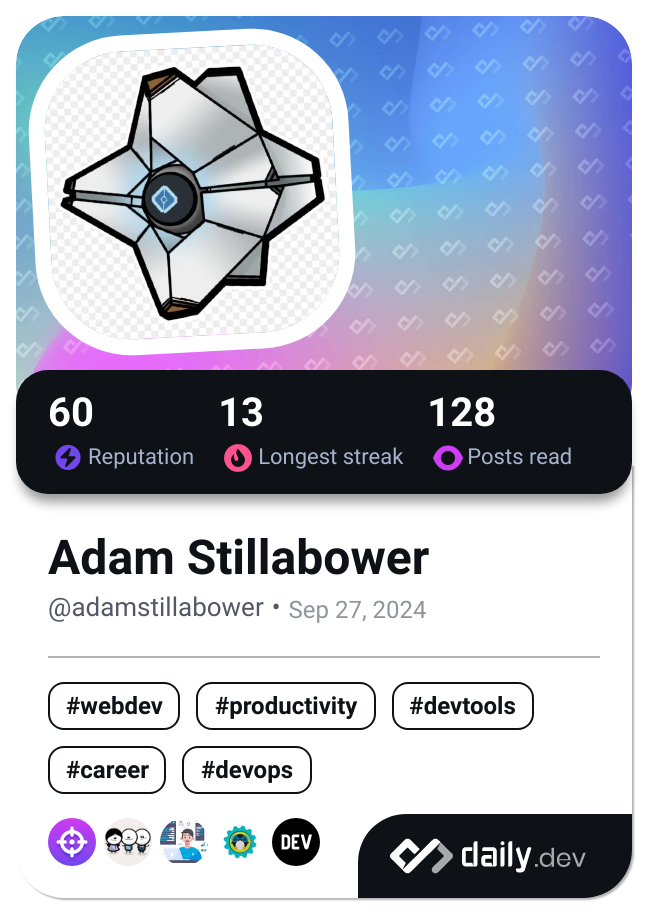 60 13 128
Reputation Longest streak Posts read
Adam Stillabower
@adamstillabower • Sep 27, 2024
#webdev #productivity #devtools
#career #devops
DEV
daily.dev